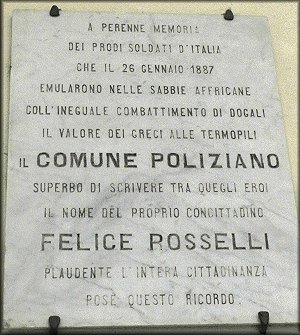 A PERENNE MEMORIA
DEI PRODI SOLDATI D'ITALIA
CHE IL 26 GENNAIO 1887
EMULARONO NELLE SABBIE AFFRICANE
COLL'INEGUALE COMBATTIMENTO DI DOGALI
IL VALORE DEI GRECI ALLE TERMOPILI
IL COMUNE POLIZIANO
SUPERBO DI SCRIVERE TRA QUEGLI EROI
IL NOME DEL PROPRIO CONCITTADINO
FELICE ROSSELLI
PLAUDENTE L'INTERA CITTADINANZA
POSE QUESTO RICORDO.